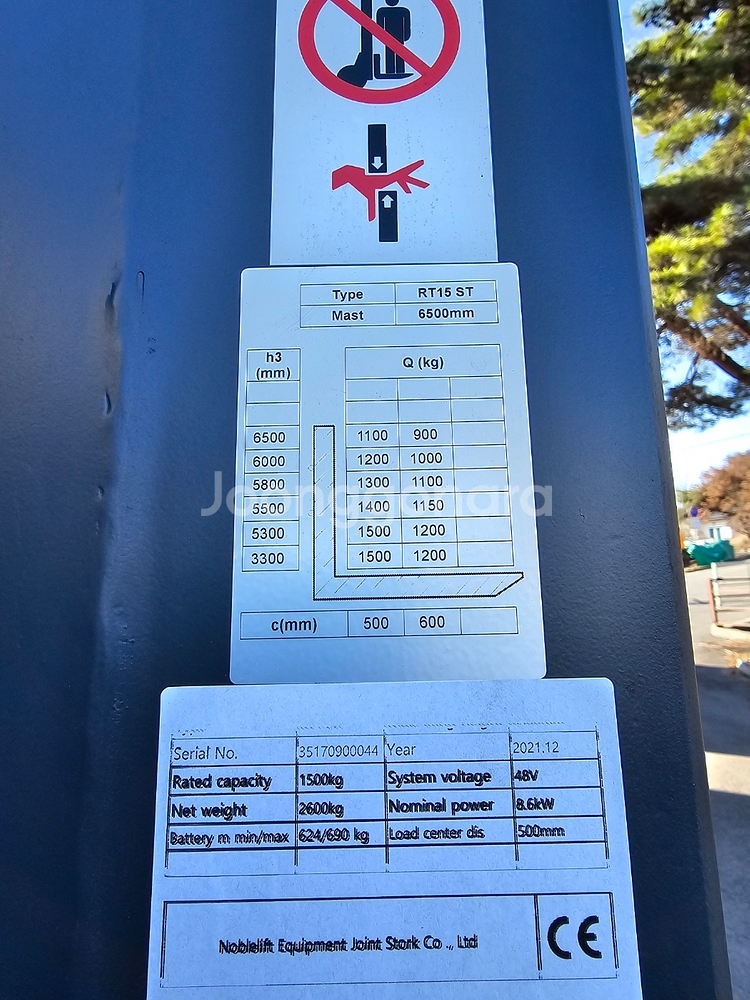 Type RT15 ST
Mast 6500mm
h3 (mm) Q (kg)
6500 1100 900
6000 1200 1000
5800 1300 1100
5500 1400 1150
5300 1500 1200
3300 1500 1200
c(mm) 500 600
Joonggonara
Serial No. 35170900044 Year 2021.12
Rated capacity 1500kg System voltage 48V
Net weight 2600kg Nominal power 8.6kW
Battery m min/max 624/690 kg Load center dis 500mm
Noblelift Equipment Joint Stork Co ., Ltd CE